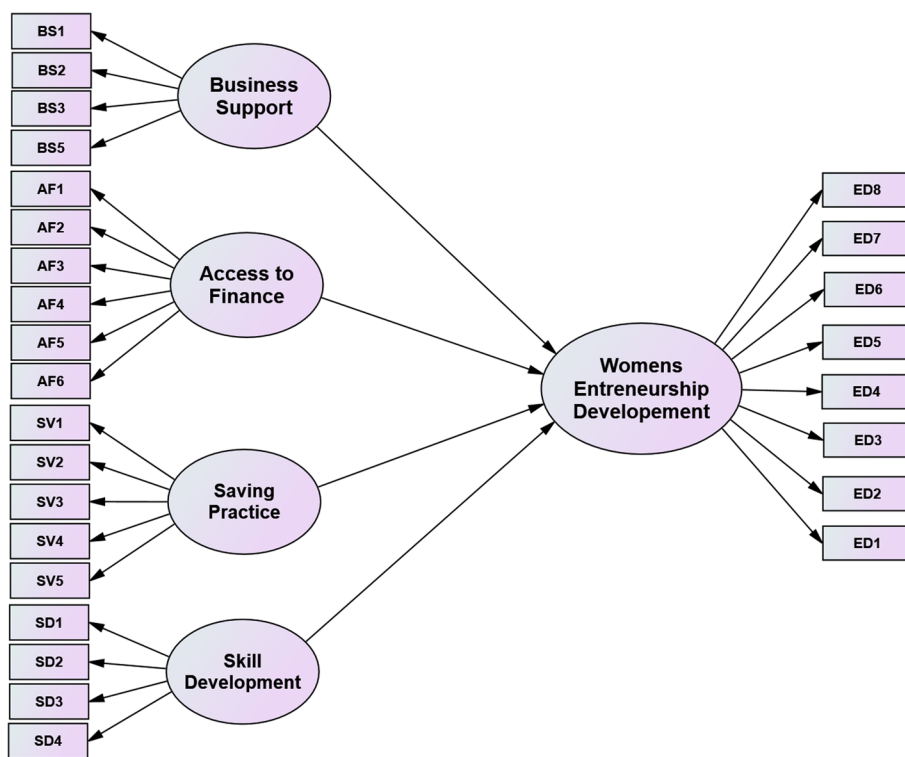 BS1
BS2
BS3
BS5
Business
Support
AF1
AF2
AF3
AF4
AF5
AF6
Access to
Finance
SV1
SV2
SV3
SV4
SV5
Saving
Practice
SD1
SD2
SD3
SD4
Skill
Development
Womens
Entreneurship
Developement
ED8
ED7
ED6
ED5
ED4
ED3
ED2
ED1